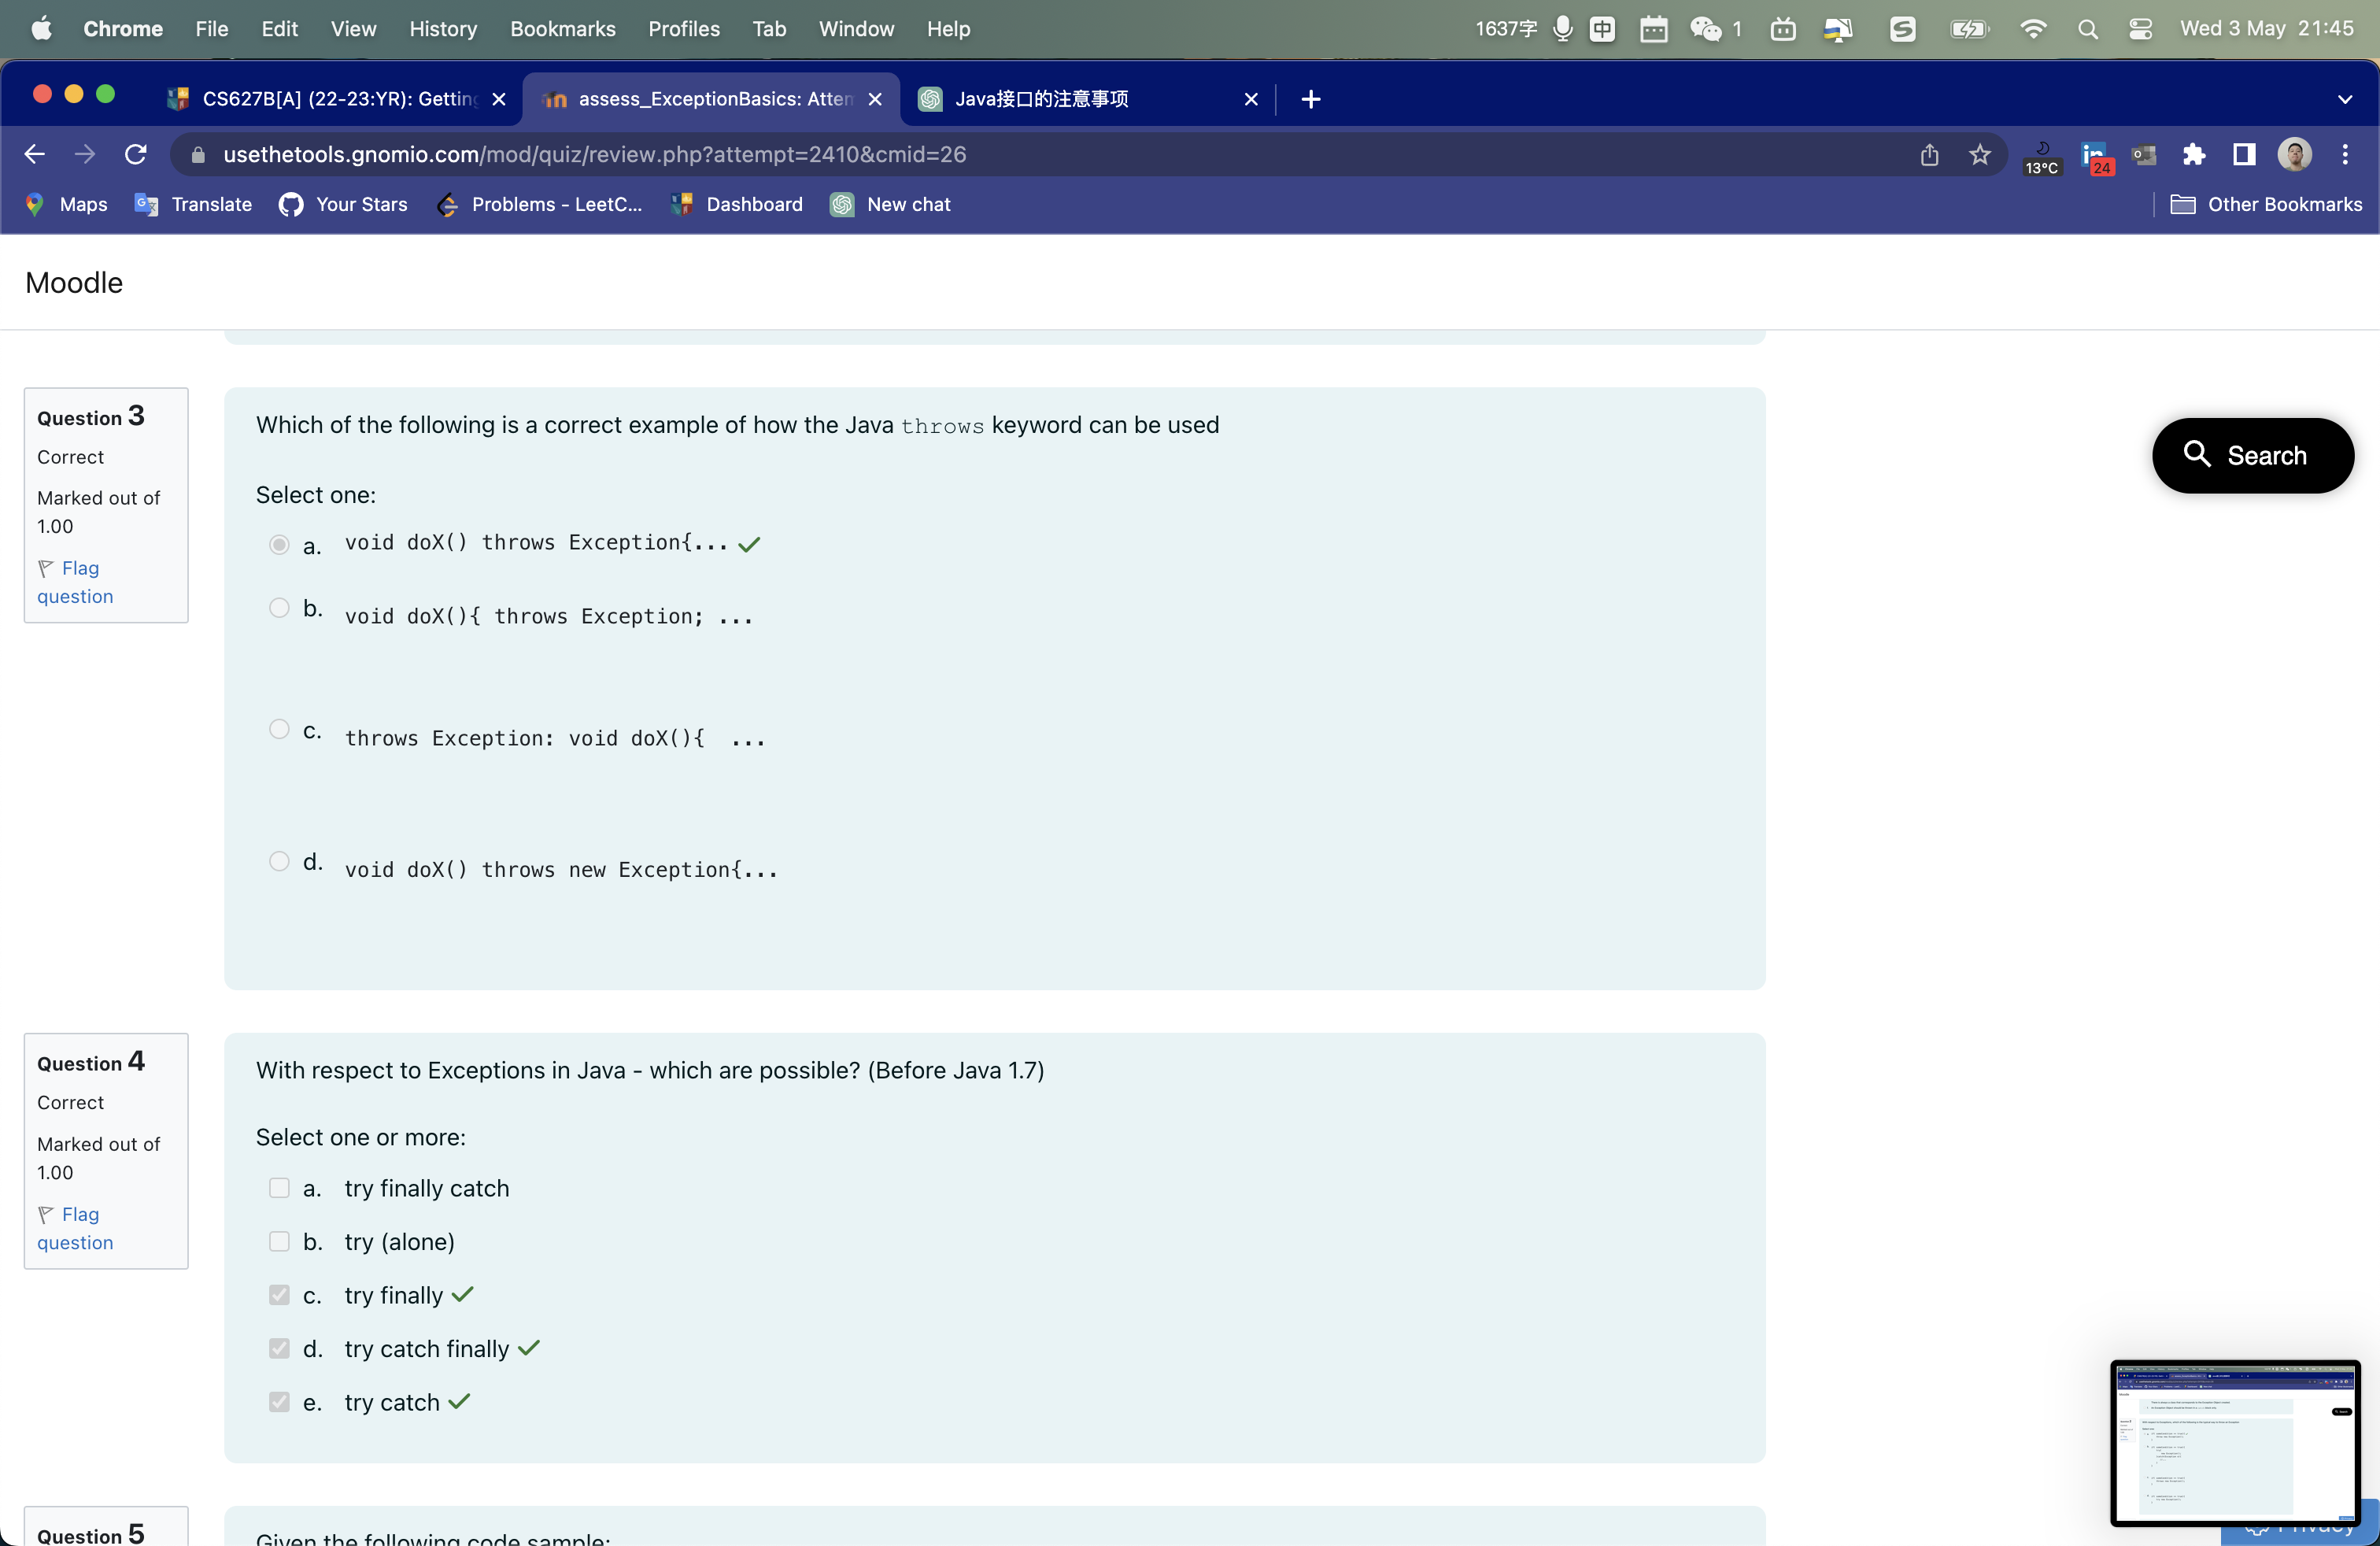 Chrome File Edit View History Bookmarks Profiles Tab Window Help 1637字 中 1 Wed 3 May 21:45
CS627B[A] (22-23:YR): Getting assess_ExceptionBasics: Atten Java接口的注意事项
usethetools.gnomio.com/mod/quiz/review.php?attempt=2410&cmid=26 13°C 24
Maps Translate Your Stars Problems - LeetC... Dashboard New chat Other Bookmarks
Moodle
Question 3
Correct
Marked out of
1.00
Flag
question
Which of the following is a correct example of how the Java throws keyword can be used
Select one:
a. void doX() throws Exception{...
b. void doX(){ throws Exception; ...
c. throws Exception: void doX(){ ...
d. void doX() throws new Exception{...
Search
Question 4
Correct
Marked out of
1.00
Flag
question
With respect to Exceptions in Java - which are possible? (Before Java 1.7)
Select one or more:
a. try finally catch
b. try (alone)
c. try finally
d. try catch finally
e. try catch
Question 5
Given the following code sample:
Privacy